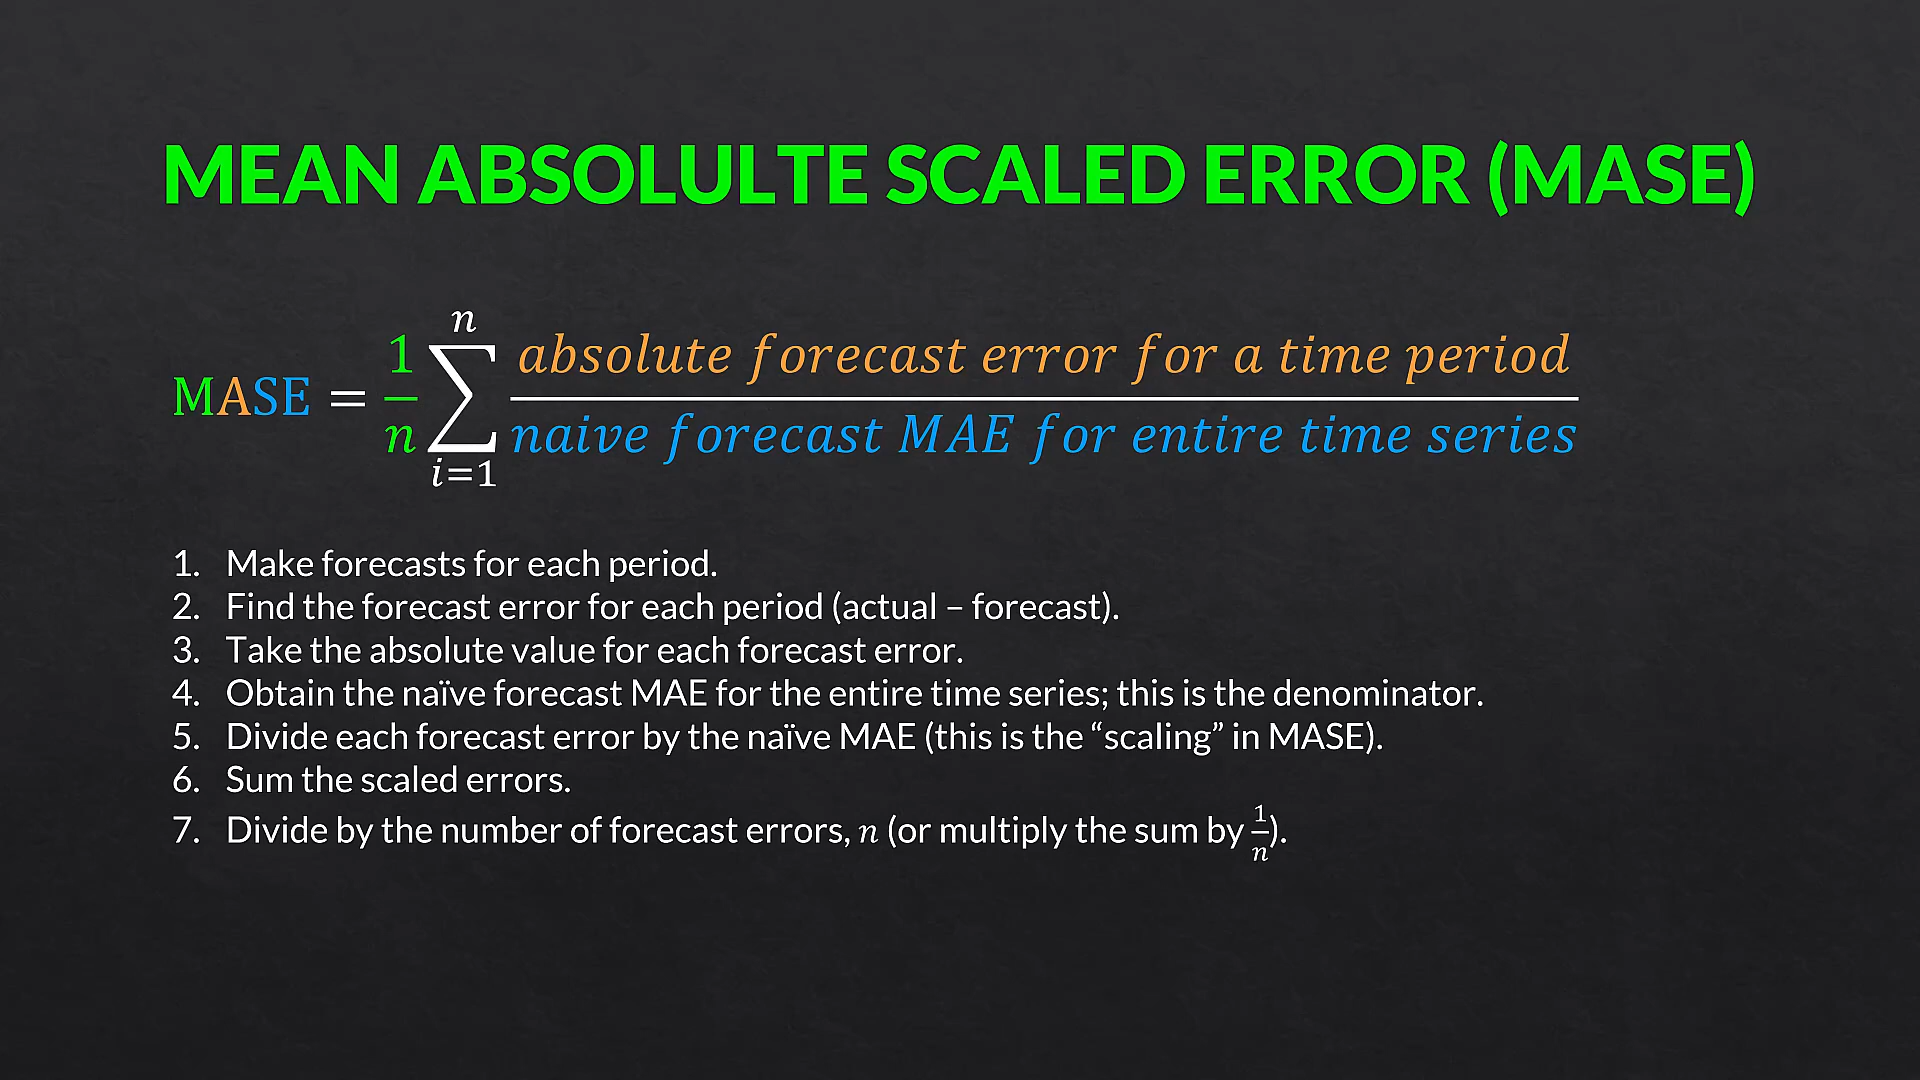 MEAN ABSOLULTE SCALED ERROR (MASE)
MASE = \frac{1}{n} \sum_{i=1}^{n} \frac{absolute forecast error for a time period}{naive forecast MAE for entire time series}
1. Make forecasts for each period.
2. Find the forecast error for each period (actual – forecast).
3. Take the absolute value for each forecast error.
4. Obtain the naïve forecast MAE for the entire time series; this is the denominator.
5. Divide each forecast error by the naïve MAE (this is the “scaling” in MASE).
6. Sum the scaled errors.
7. Divide by the number of forecast errors, n (or multiply the sum by \frac{1}{n}).